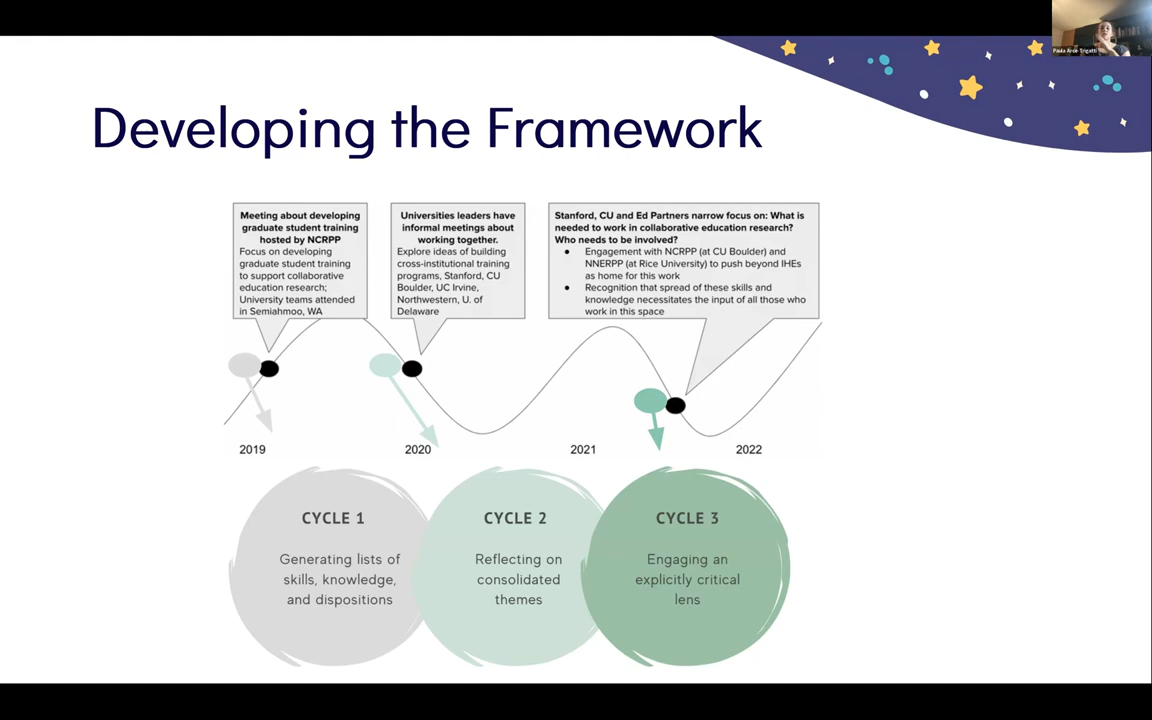 Paula Arce-Trigatti
Developing the Framework
Meeting about developing
graduate student training
hosted by NCRPP
Focus on developing
graduate student training
to support collaborative
education research;
University teams attended
in Semiahmoo, WA
Universities leaders have
informal meetings about
working together.
Explore ideas of building
cross-institutional training
programs, Stanford, CU
Boulder, UC Irvine,
Northwestern, U. of
Delaware
Stanford, CU and Ed Partners narrow focus on: What is
needed to work in collaborative education research?
Who needs to be involved?
● Engagement with NCRPP (at CU Boulder) and
NNERPP (at Rice University) to push beyond IHEs
as home for this work
● Recognition that spread of these skills and
knowledge necessitates the input of all those who
work in this space
2019
2020
2021
2022
CYCLE 1
Generating lists of
skills, knowledge,
and dispositions
CYCLE 2
Reflecting on
consolidated
themes
CYCLE 3
Engaging an
explicitly critical
lens